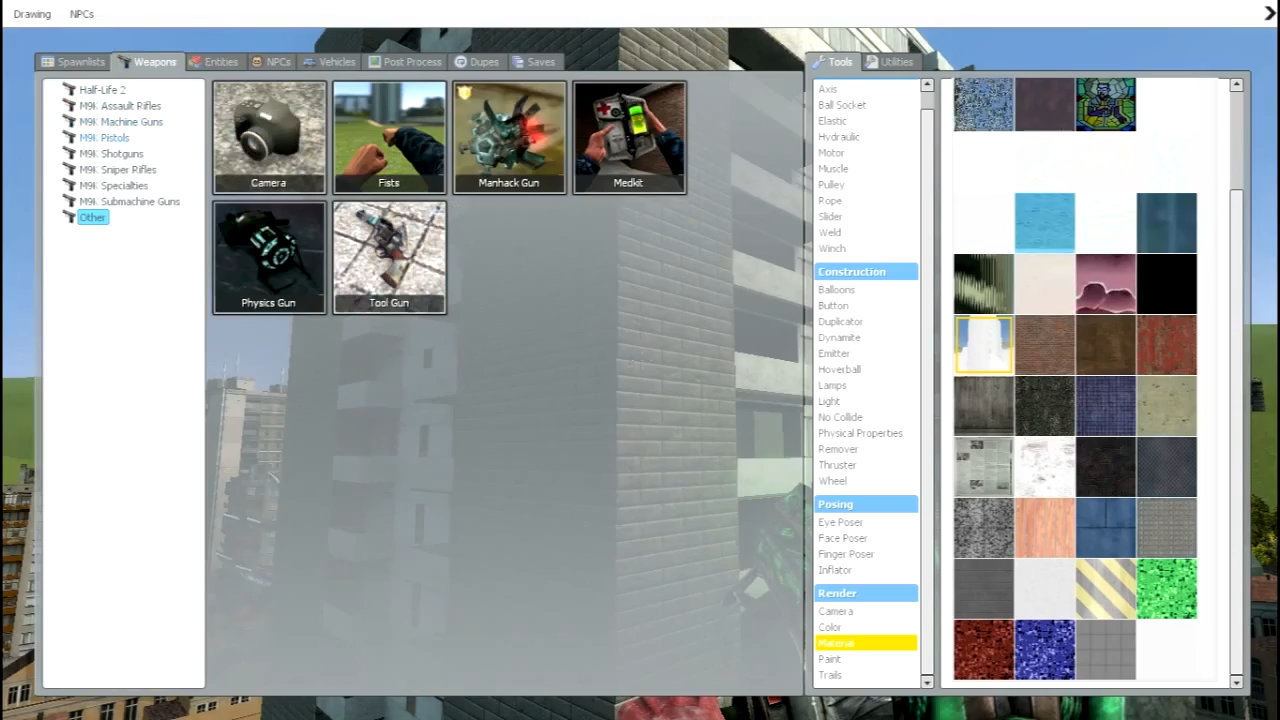 Drawing NPCs
Spawnlists Weapons Entities NPCs Vehicles Post Process Dupes Saves
Half-Life 2
M9K Assault Rifles
M9K Machine Guns
M9K Pistols
M9K Shotguns
M9K Sniper Rifles
M9K Specialties
M9K Submachine Guns
Other
Camera Fists Manhack Gun Medkit
Physics Gun Tool Gun
Tools Utilities
Axis
Ball Socket
Elastic
Hydraulic
Motor
Muscle
Pulley
Rope
Slider
Weld
Winch
Construction
Balloons
Button
Duplicator
Dynamite
Emitter
Hoverball
Lamps
Light
No Collide
Physical Properties
Remover
Thruster
Wheel
Posing
Eye Poser
Face Poser
Finger Poser
Inflator
Render
Camera
Color
Material
Paint
Trails